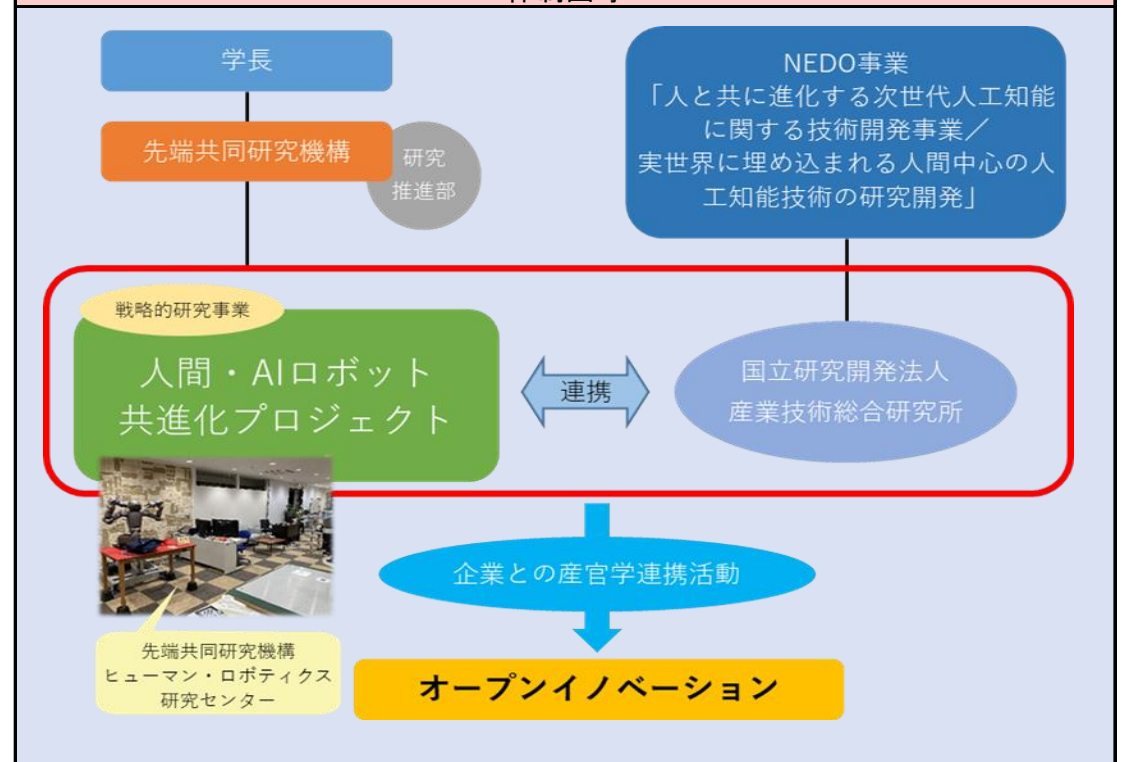 学長
先端共同研究機構
研究
推進部
NEDO事業
「人と共に進化する次世代人工知能
に関する技術開発事業／
実世界に埋め込まれる人間中心の人
工知能技術の研究開発」
戦略的研究事業
人間・AIロボット
共進化プロジェクト
連携
国立研究開発法人
産業技術総合研究所
企業との産官学連携活動
先端共同研究機構
ヒューマン・ロボティクス
研究センター
オープンイノベーション